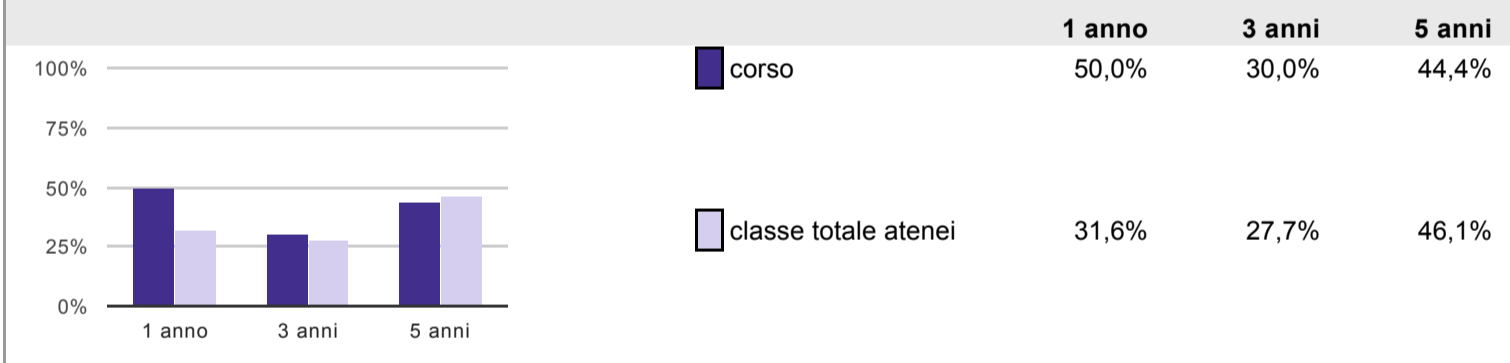 1 anno 3 anni 5 anni
100%
75%
50%
25%
0%
1 anno 3 anni 5 anni
corso 50,0% 30,0% 44,4%
classe totale atenei 31,6% 27,7% 46,1%